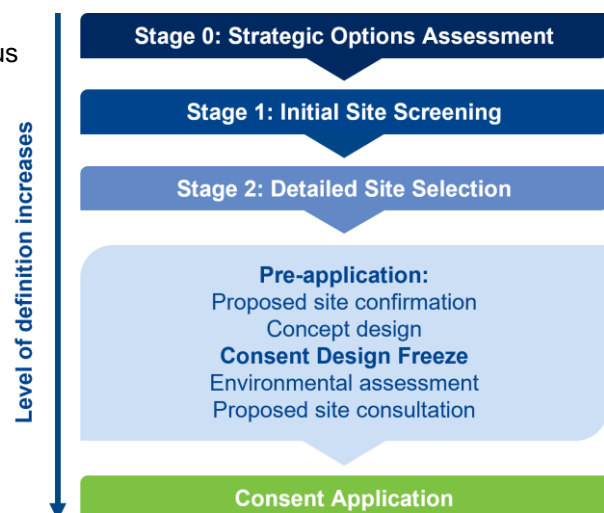 us
Stage 0: Strategic Options Assessment
Stage 1: Initial Site Screening
Stage 2: Detailed Site Selection
Level of definition increases
Pre-application:
Proposed site confirmation
Concept design
Consent Design Freeze
Environmental assessment
Proposed site consultation
Consent Application